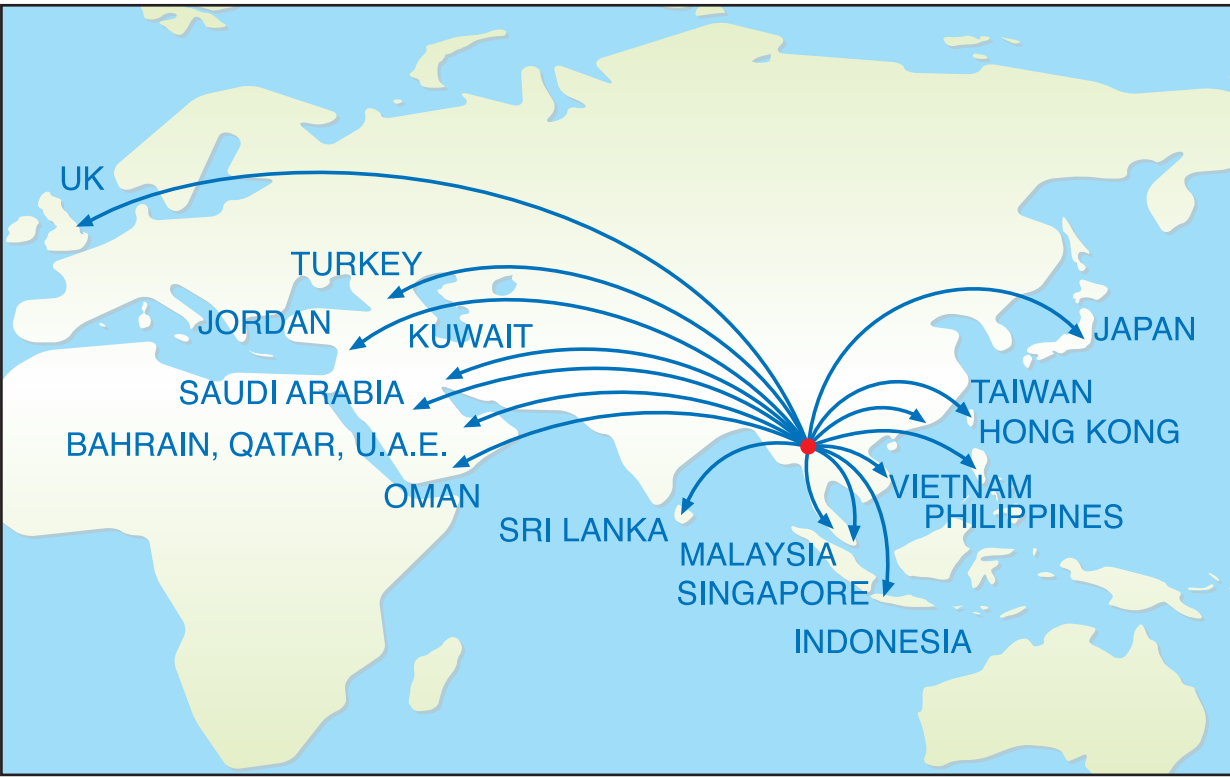 UK
TURKEY
JORDAN
KUWAIT
JAPAN
SAUDI ARABIA
TAIWAN
HONG KONG
BAHRAIN, QATAR, U.A.E.
OMAN
VIETNAM
PHILIPPINES
SRI LANKA
MALAYSIA
SINGAPORE
INDONESIA